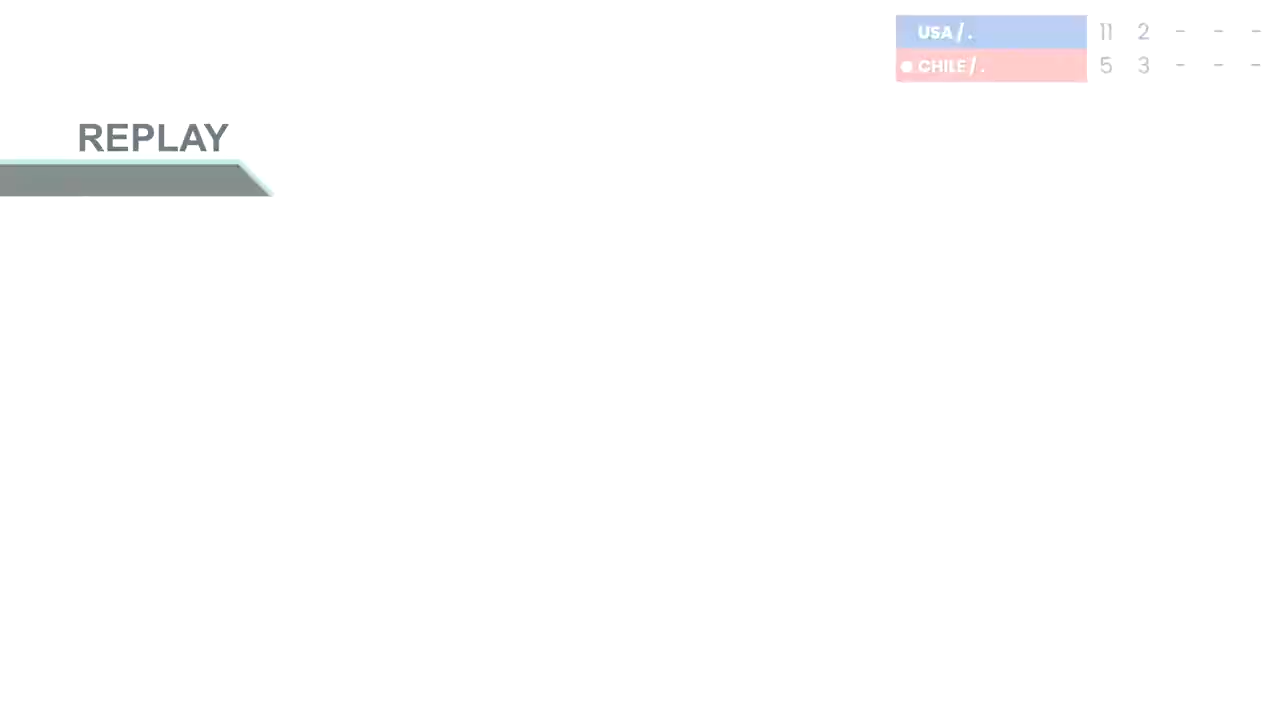 USA / . 11 2 - - -
CHILE / . 5 3 - - -
REPLAY